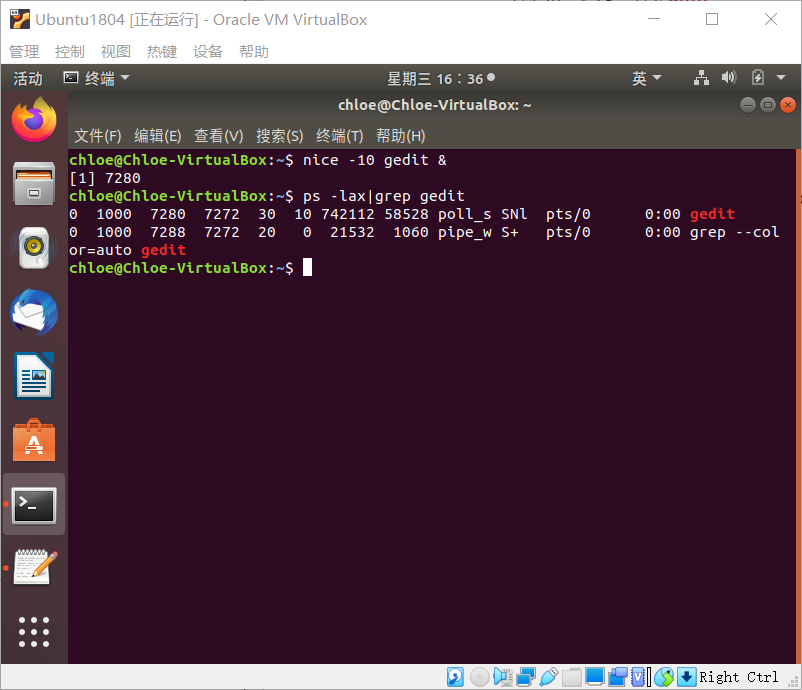 Ubuntu1804 [正在运行] - Oracle VM VirtualBox
管理 控制 视图 热键 设备 帮助
活动 终端 星期三 16：36 英
chloe@Chloe-VirtualBox: ~
文件(F) 编辑(E) 查看(V) 搜索(S) 终端(T) 帮助(H)
chloe@Chloe-VirtualBox:~$ nice -10 gedit &
[1] 7280
chloe@Chloe-VirtualBox:~$ ps -lax|grep gedit
0  1000  7280  7272  30  10 742112 58528 poll_s SNl  pts/0      0:00 gedit
0  1000  7288  7272  20   0  21532  1060 pipe_w S+   pts/0      0:00 grep --col
or=auto gedit
chloe@Chloe-VirtualBox:~$
Right Ctrl